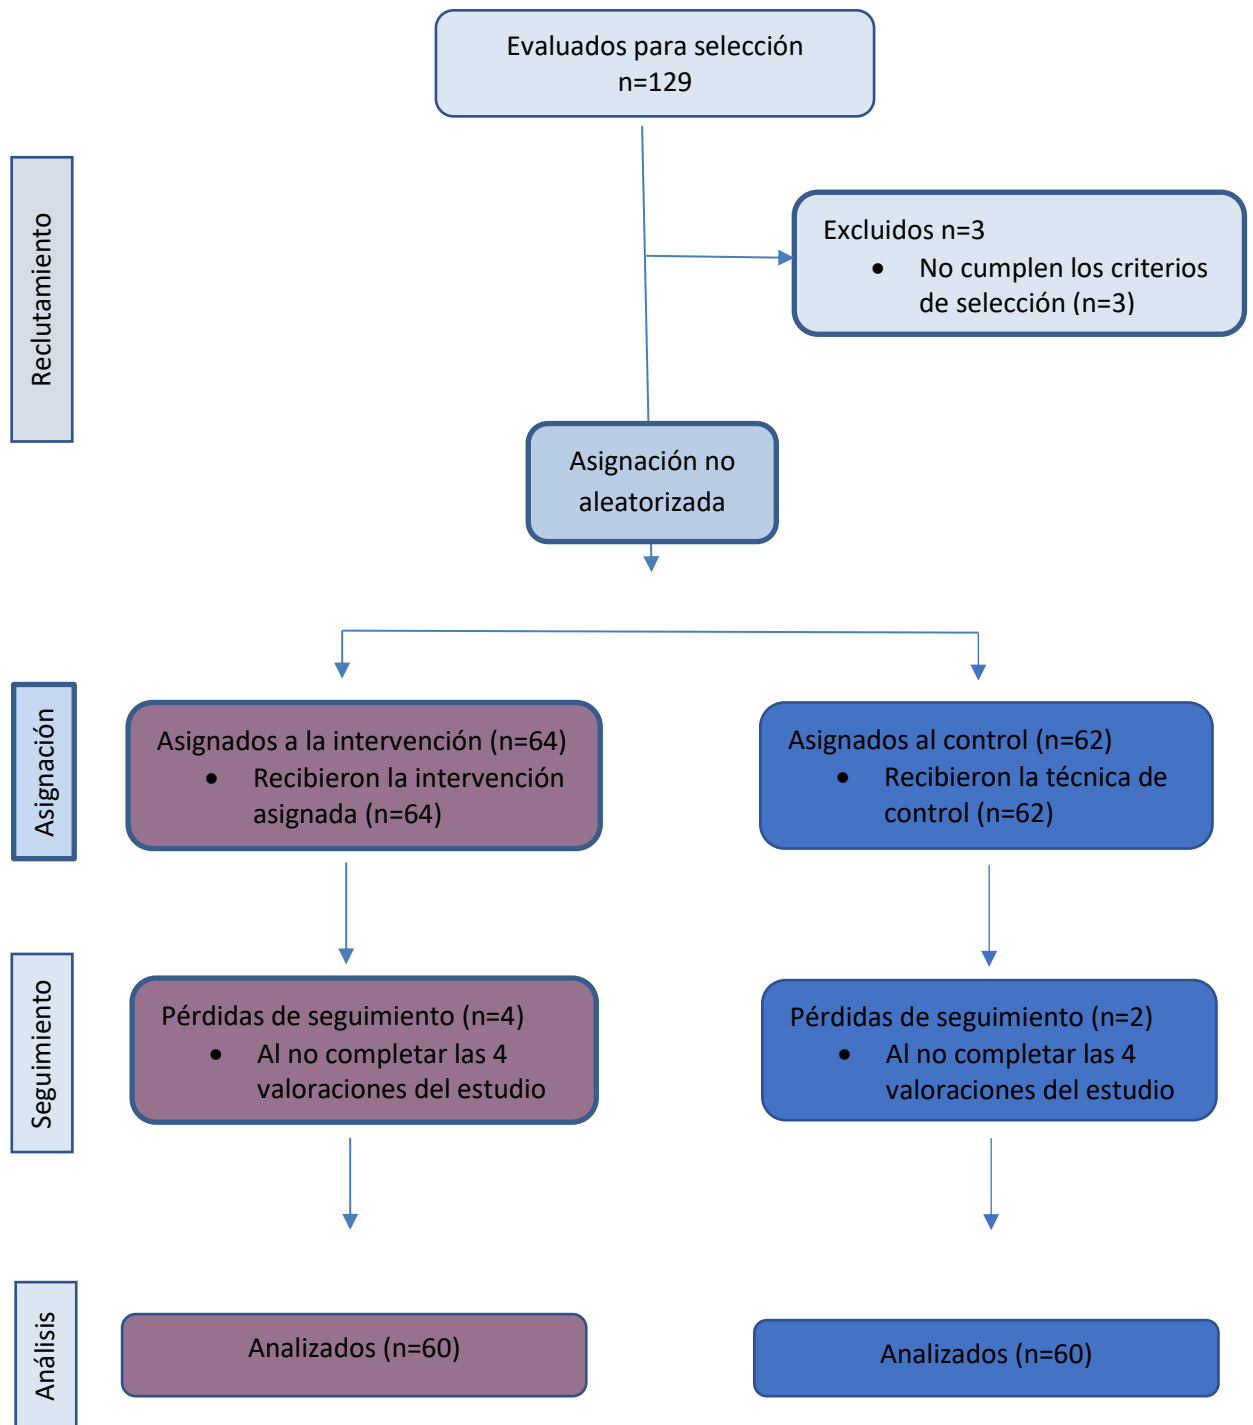 Evaluados para selección
n=129
Reclutamiento
Excluidos n=3
• No cumplen los criterios
de selección (n=3)
Asignación no
aleatorizada
Asignación
Asignados a la intervención (n=64)
• Recibieron la intervención
asignada (n=64)
Asignados al control (n=62)
• Recibieron la técnica de
control (n=62)
Seguimiento
Pérdidas de seguimiento (n=4)
• Al no completar las 4
valoraciones del estudio
Pérdidas de seguimiento (n=2)
• Al no completar las 4
valoraciones del estudio
Análisis
Analizados (n=60)
Analizados (n=60)